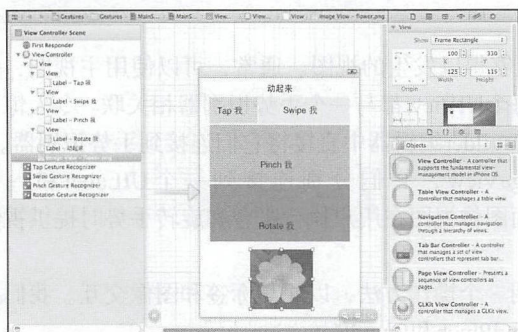 Gestures
Gestures
MainS...
MainS...
View...
View...
View
Image View - flower.png
View Controller Scene
First Responder
View Controller
View
View
Label - Tap 我
View
Label - Swipe 我
View
Label - Pinch 我
View
Label - Rotate 我
Label - 动起来
Image View - flower.png
Tap Gesture Recognizer
Swipe Gesture Recognizer
Pinch Gesture Recognizer
Rotation Gesture Recognizer
动起来
Tap 我
Swipe 我
Pinch 我
Rotate 我
View
Show
Frame Rectangle
100
330
X
Y
125
115
Width
Height
Origin
Objects
View Controller - A controller that
supports the fundamental view-
management model in iPhone OS.
Table View Controller - A
controller that manages a table view.
Navigation Controller - A
controller that manages navigation
through a hierarchy of views.
Tab Bar Controller - A controller
that manages a set of view
controllers that represent tab bar...
Page View Controller - Presents a
sequence of view controllers as
pages.
GLKit View Controller - A
controller that manages a GLKit view.